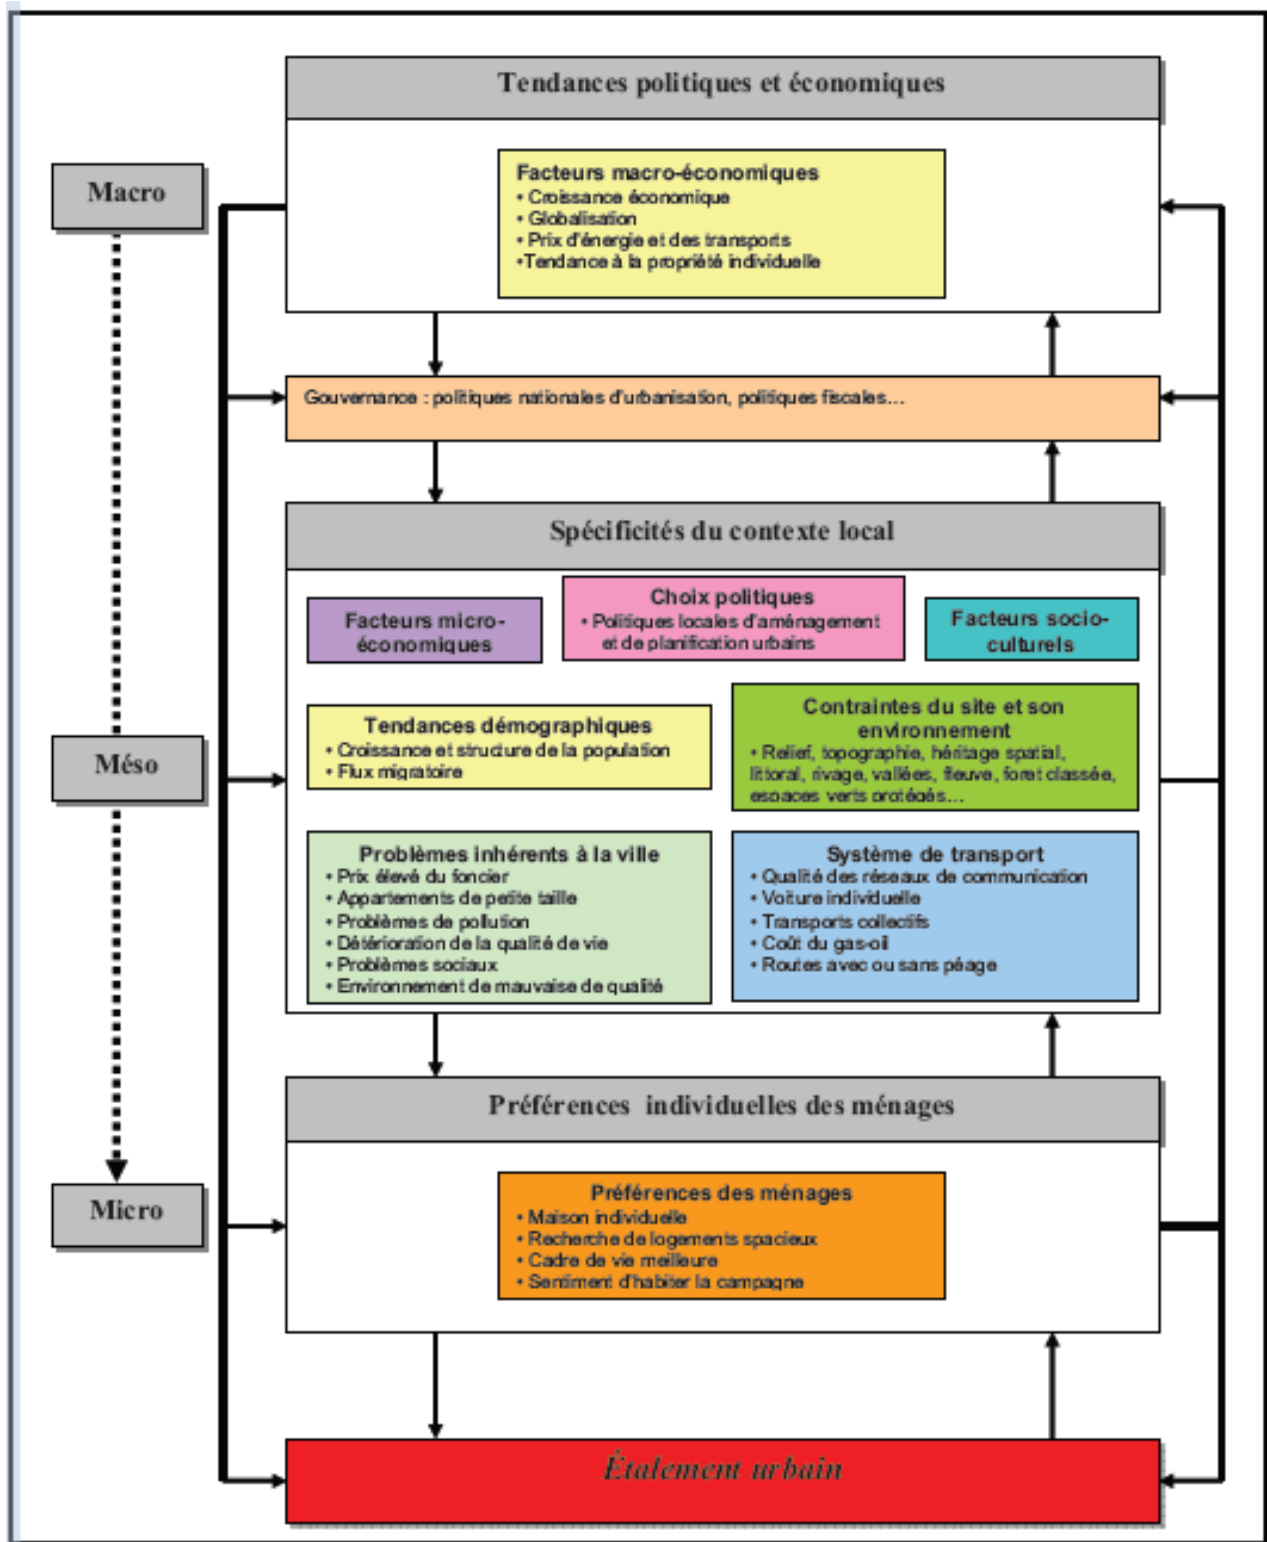 Tendances politiques et économiques
Macro
Facteurs macro-économiques
• Croissance économique
• Globalisation
• Prix d'énergie et des transports
•Tendance à la propriété individuelle
Gouvernance : politiques nationales d'urbanisation, politiques fiscales…
Spécificités du contexte local
Facteurs micro-
économiques
Choix politiques
• Politiques locales d'aménagement
et de planification urbains
Facteurs socio-
culturels
Tendances démographiques
• Croissance et structure de la population
• Flux migratoire
Contraintes du site et son
environnement
• Relief, topographie, héritage spatial,
littoral, rivage, vallées, fleuve, foret classée,
espaces verts protégés…
Méso
Problèmes inhérents à la ville
• Prix élevé du foncier
• Appartements de petite taille
• Problèmes de pollution
• Détérioration de la qualité de vie
• Problèmes sociaux
• Environnement de mauvaise de qualité
Système de transport
• Qualité des réseaux de communication
• Voiture individuelle
• Transports collectifs
• Coût du gas-oil
• Routes avec ou sans péage
Préférences individuelles des ménages
Micro
Préférences des ménages
• Maison individuelle
• Recherche de logements spacieux
• Cadre de vie meilleure
• Sentiment d'habiter la campagne
Étalement urbain